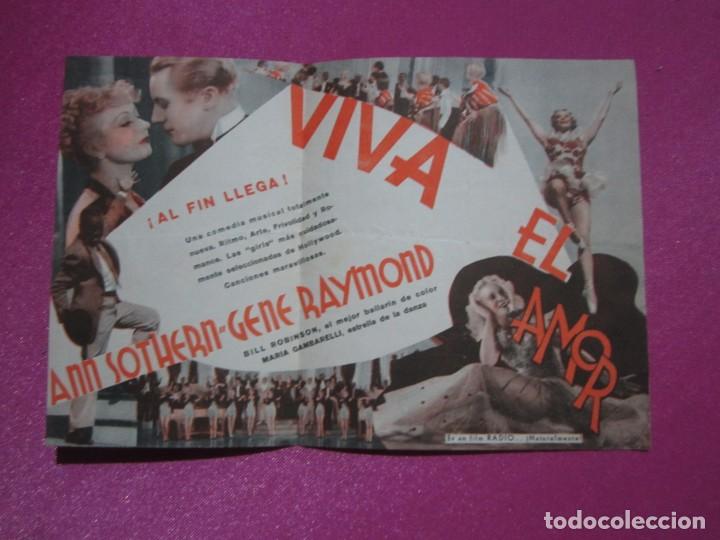 VIVA
EL
AMOR
¡AL FIN LLEGA!
Una comedia musical totalmente
nueva. Ritmo, Arte, Frivolidad y Ro-
mance. Las "girls" más cuidadosa-
mente seleccionadas de Hollywood.
Canciones maravillosas.
ANN SOTHERN-GENE RAYMOND
BILL ROBINSON, el mejor bailarín de color
MARIA GAMBARELLI, estrella de la danza
Es un film RADIO... ¡Naturalmente!
todocoleccion
todocoleccion.net